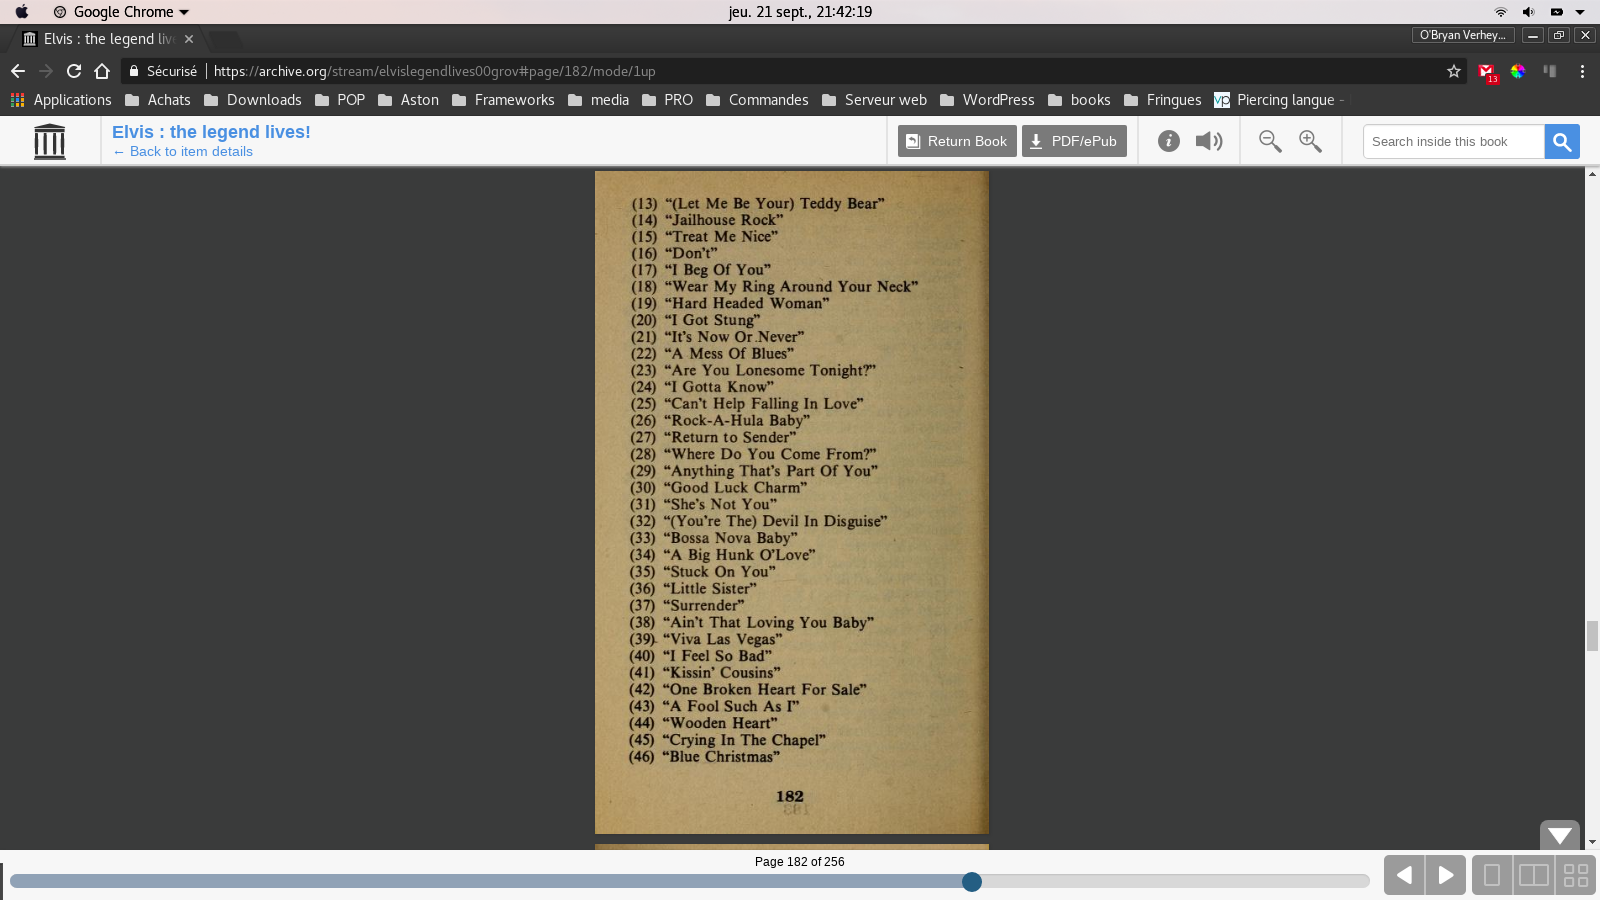 Google Chrome
jeu. 21 sept., 21:42:19
Elvis : the legend liv
O'Bryan Verhey...
Sécurisé
https://archive.org/stream/elvislegendlives00grov#page/182/mode/1up
13
Applications Achats Downloads POP Aston Frameworks media PRO Commandes Serveur web WordPress books Fringues vp Piercing langue -
Elvis : the legend lives!
← Back to item details
Return Book
PDF/ePub
Search inside this book
(13) “(Let Me Be Your) Teddy Bear”
(14) “Jailhouse Rock”
(15) “Treat Me Nice”
(16) “Don't”
(17) “I Beg Of You”
(18) “Wear My Ring Around Your Neck”
(19) “Hard Headed Woman”
(20) “I Got Stung”
(21) “It's Now Or Never”
(22) “A Mess Of Blues”
(23) “Are You Lonesome Tonight?”
(24) “I Gotta Know”
(25) “Can't Help Falling In Love”
(26) “Rock-A-Hula Baby”
(27) “Return to Sender”
(28) “Where Do You Come From?”
(29) “Anything That's Part Of You”
(30) “Good Luck Charm”
(31) “She's Not You”
(32) “(You're The) Devil In Disguise”
(33) “Bossa Nova Baby”
(34) “A Big Hunk O'Love”
(35) “Stuck On You”
(36) “Little Sister”
(37) “Surrender”
(38) “Ain't That Loving You Baby”
(39) “Viva Las Vegas”
(40) “I Feel So Bad”
(41) “Kissin' Cousins”
(42) “One Broken Heart For Sale”
(43) “A Fool Such As I”
(44) “Wooden Heart”
(45) “Crying In The Chapel”
(46) “Blue Christmas”
182
Page 182 of 256